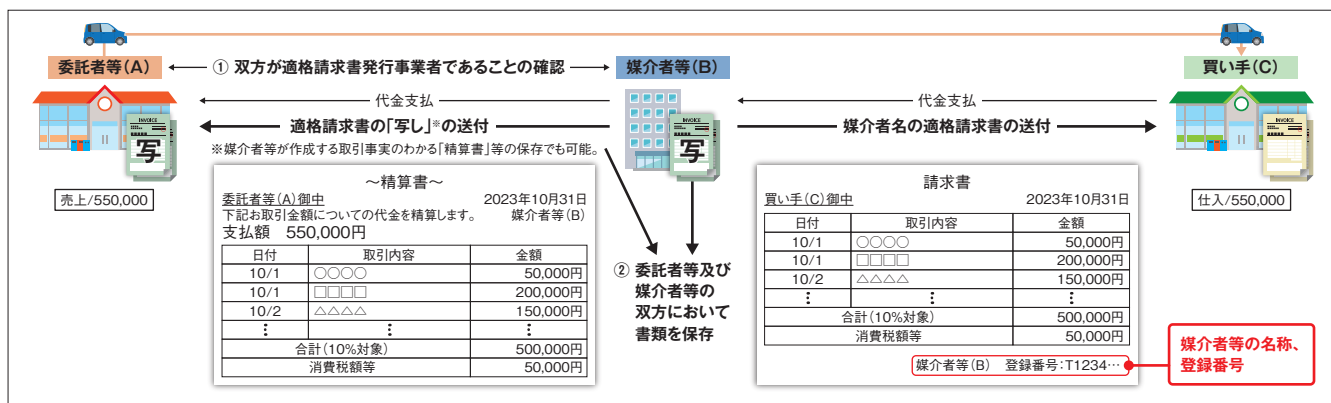 委託者等(A)
① 双方が適格請求書発行事業者であることの確認
媒介者等(B)
買い手(C)
代金支払
代金支払
INVOICE
写
適格請求書の「写し」※の送付
INVOICE
写
媒介者名の適格請求書の送付
INVOICE
※媒介者等が作成する取引事実のわかる「精算書」等の保存でも可能。
売上/550,000
仕入/550,000
～精算書～
委託者等(A)御中 2023年10月31日
下記お取引金額についての代金を精算します。 媒介者等(B)
支払額 550,000円
日付 取引内容 金額
10/1 ○○○○ 50,000円
10/1 □□□□ 200,000円
10/2 △△△△ 150,000円
⋮ ⋮ ⋮
合計(10%対象) 500,000円
消費税額等 50,000円
② 委託者等及び
媒介者等の
双方において
書類を保存
請求書
買い手(C)御中 2023年10月31日
日付 取引内容 金額
10/1 ○○○○ 50,000円
10/1 □□□□ 200,000円
10/2 △△△△ 150,000円
⋮ ⋮ ⋮
合計(10%対象) 500,000円
消費税額等 50,000円
媒介者等(B) 登録番号:T1234…
媒介者等の名称、
登録番号